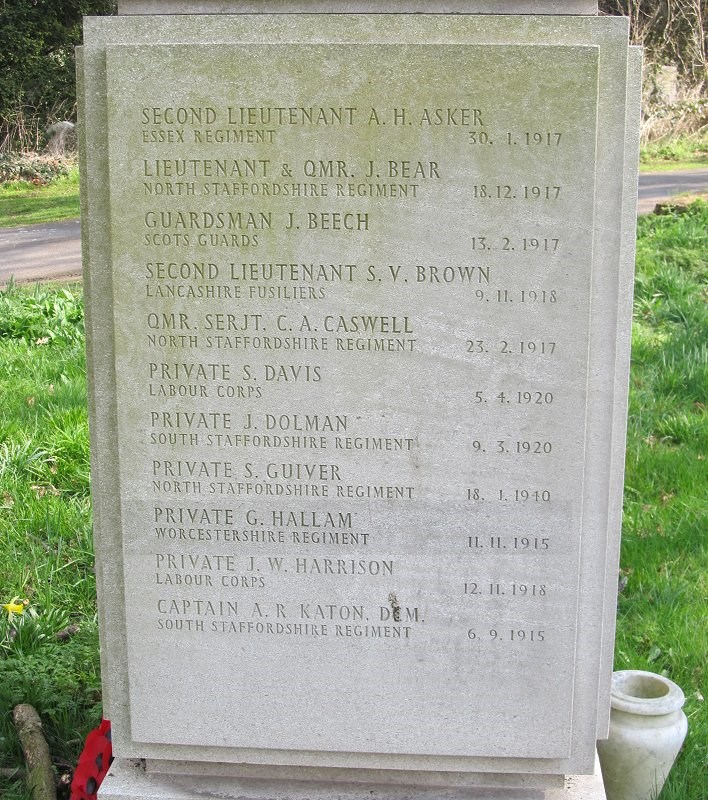 SECOND LIEUTENANT A. H. ASKER
ESSEX REGIMENT 30. 1. 1917
LIEUTENANT & QMR. J. BEAR
NORTH STAFFORDSHIRE REGIMENT 18. 12. 1917
GUARDSMAN J. BEECH
SCOTS GUARDS 13. 2. 1917
SECOND LIEUTENANT S. V. BROWN
LANCASHIRE FUSILIERS 9. 11. 1918
QMR. SERJT. C. A. CASWELL
NORTH STAFFORDSHIRE REGIMENT 23. 2. 1917
PRIVATE S. DAVIS
LABOUR CORPS 5. 4. 1920
PRIVATE J. DOLMAN
SOUTH STAFFORDSHIRE REGIMENT 9. 3. 1920
PRIVATE S. GUIVER
NORTH STAFFORDSHIRE REGIMENT 18. 1. 1940
PRIVATE G. HALLAM
WORCESTERSHIRE REGIMENT 11. 11. 1915
PRIVATE J. W. HARRISON
LABOUR CORPS 12. 11. 1918
CAPTAIN A. R. KATON. DCM.
SOUTH STAFFORDSHIRE REGIMENT 6. 9. 1915